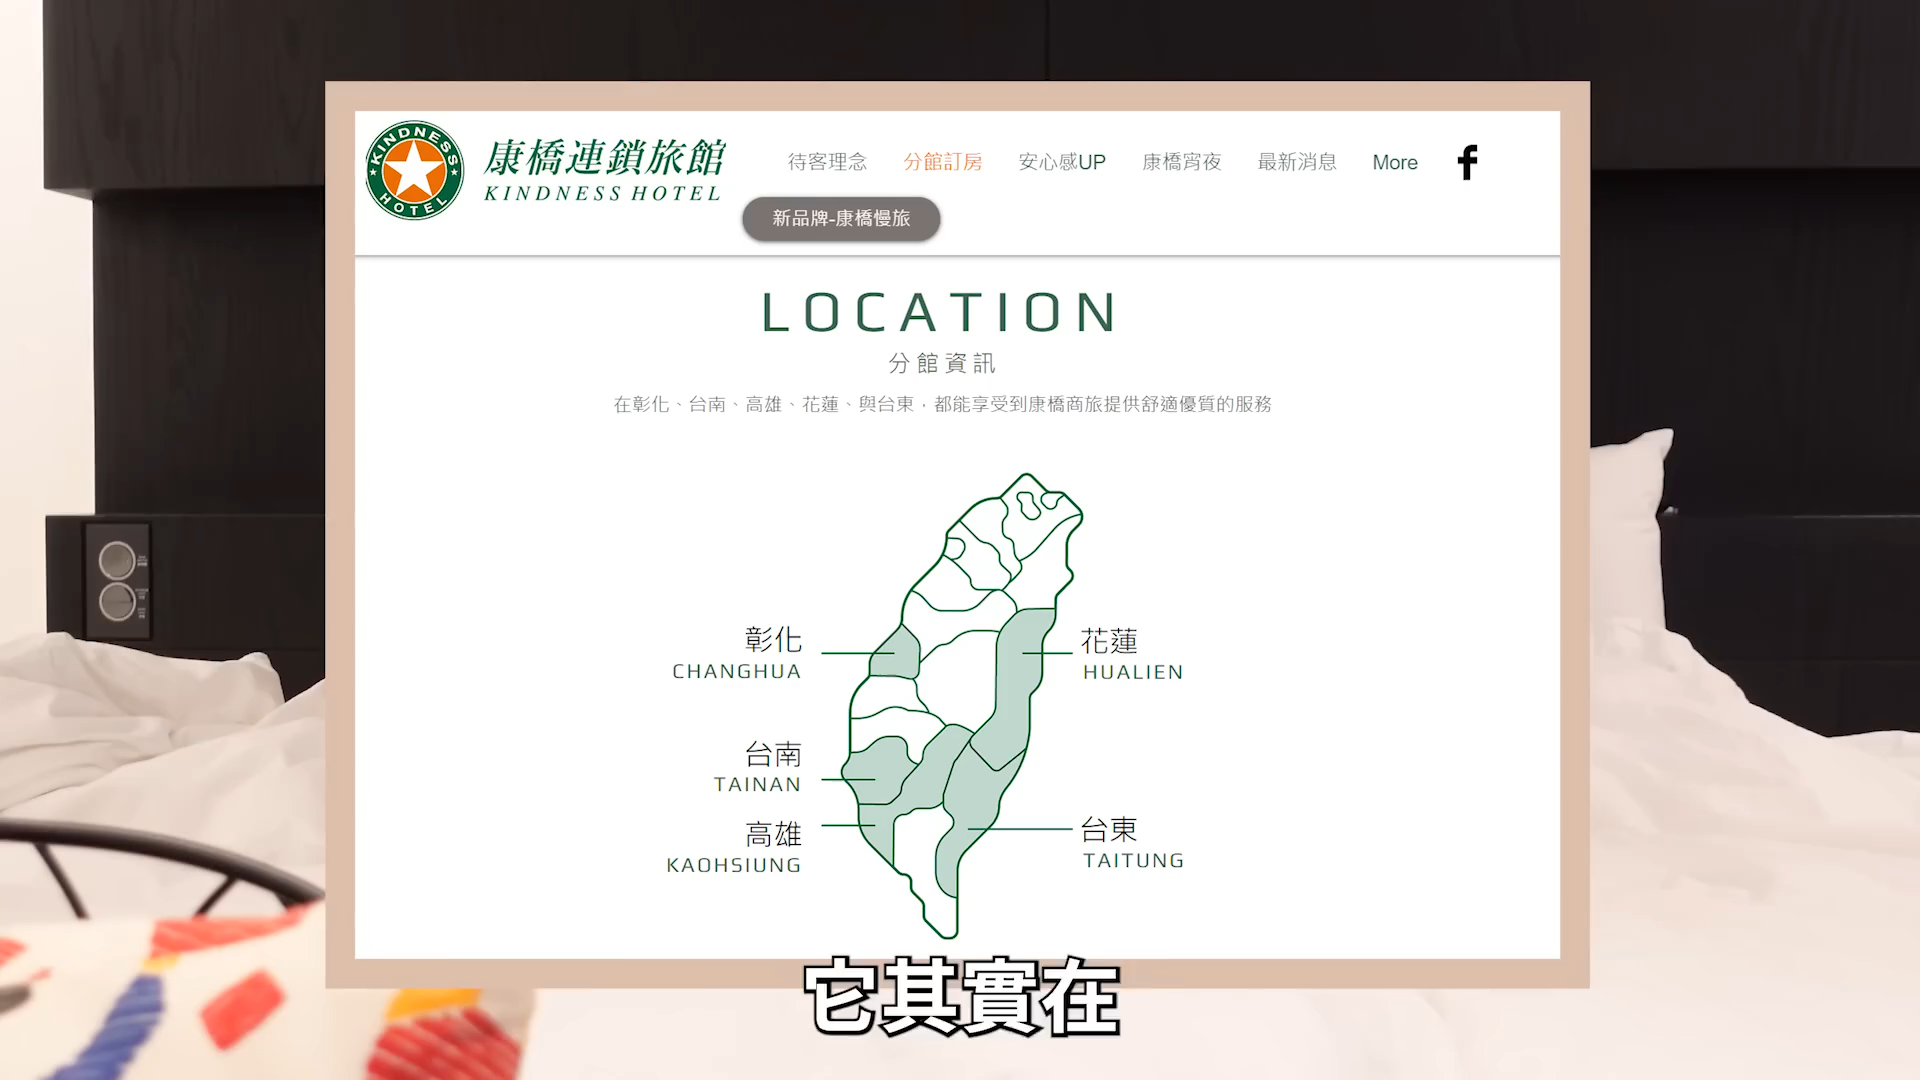 KINDNESS HOTEL
康橋連鎖旅館
KINDNESS HOTEL
待客理念 分館訂房 安心感UP 康橋宵夜 最新消息 More f
新品牌-康橋慢旅
LOCATION
分館資訊
在彰化、台南、高雄、花蓮、與台東，都能享受到康橋商旅提供舒適優質的服務
彰化
CHANGHUA
花蓮
HUALIEN
台南
TAINAN
高雄
KAOHSIUNG
台東
TAITUNG
它其實在